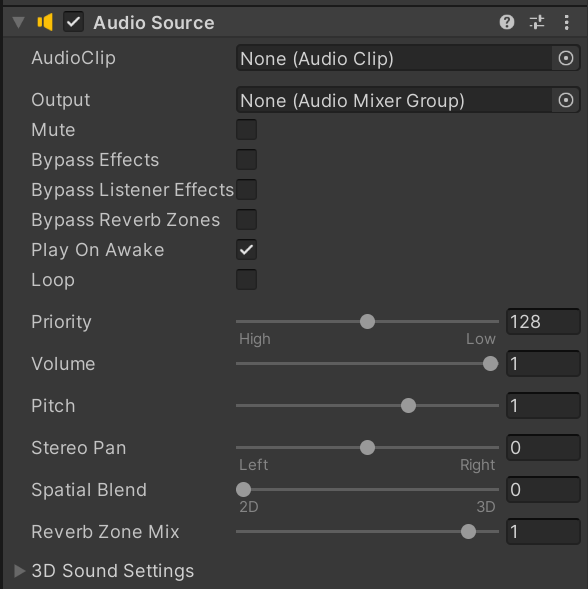 Audio Source
AudioClip None (Audio Clip)
Output None (Audio Mixer Group)
Mute
Bypass Effects
Bypass Listener Effects
Bypass Reverb Zones
Play On Awake
Loop
Priority 128
High Low
Volume 1
Pitch 1
Stereo Pan 0
Left Right
Spatial Blend 0
2D 3D
Reverb Zone Mix 1
3D Sound Settings